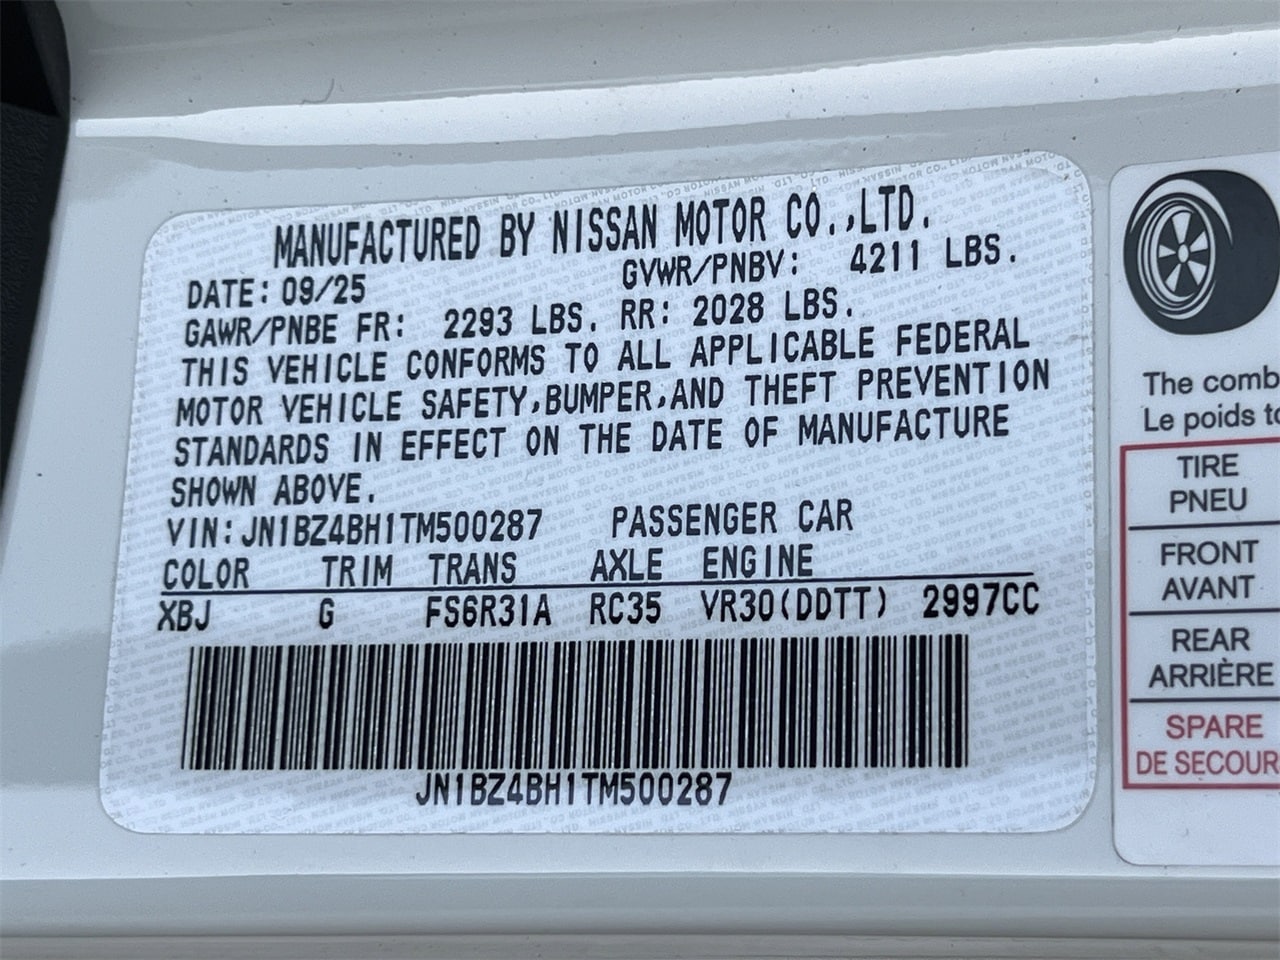 MANUFACTURED BY NISSAN MOTOR CO.,LTD.
DATE: 09/25 GVWR/PNBV: 4211 LBS.
GAWR/PNBE FR: 2293 LBS. RR: 2028 LBS.
THIS VEHICLE CONFORMS TO ALL APPLICABLE FEDERAL
MOTOR VEHICLE SAFETY,BUMPER,AND THEFT PREVENTION
STANDARDS IN EFFECT ON THE DATE OF MANUFACTURE
SHOWN ABOVE.
VIN:JN1BZ4BH1TM500287 PASSENGER CAR
COLOR TRIM TRANS AXLE ENGINE
XBJ G FS6R31A RC35 VR30(DDTT) 2997CC
JN1BZ4BH1TM500287
The comb
Le poids to
TIRE
PNEU
FRONT
AVANT
REAR
ARRIÈRE
SPARE
DE SECOUR